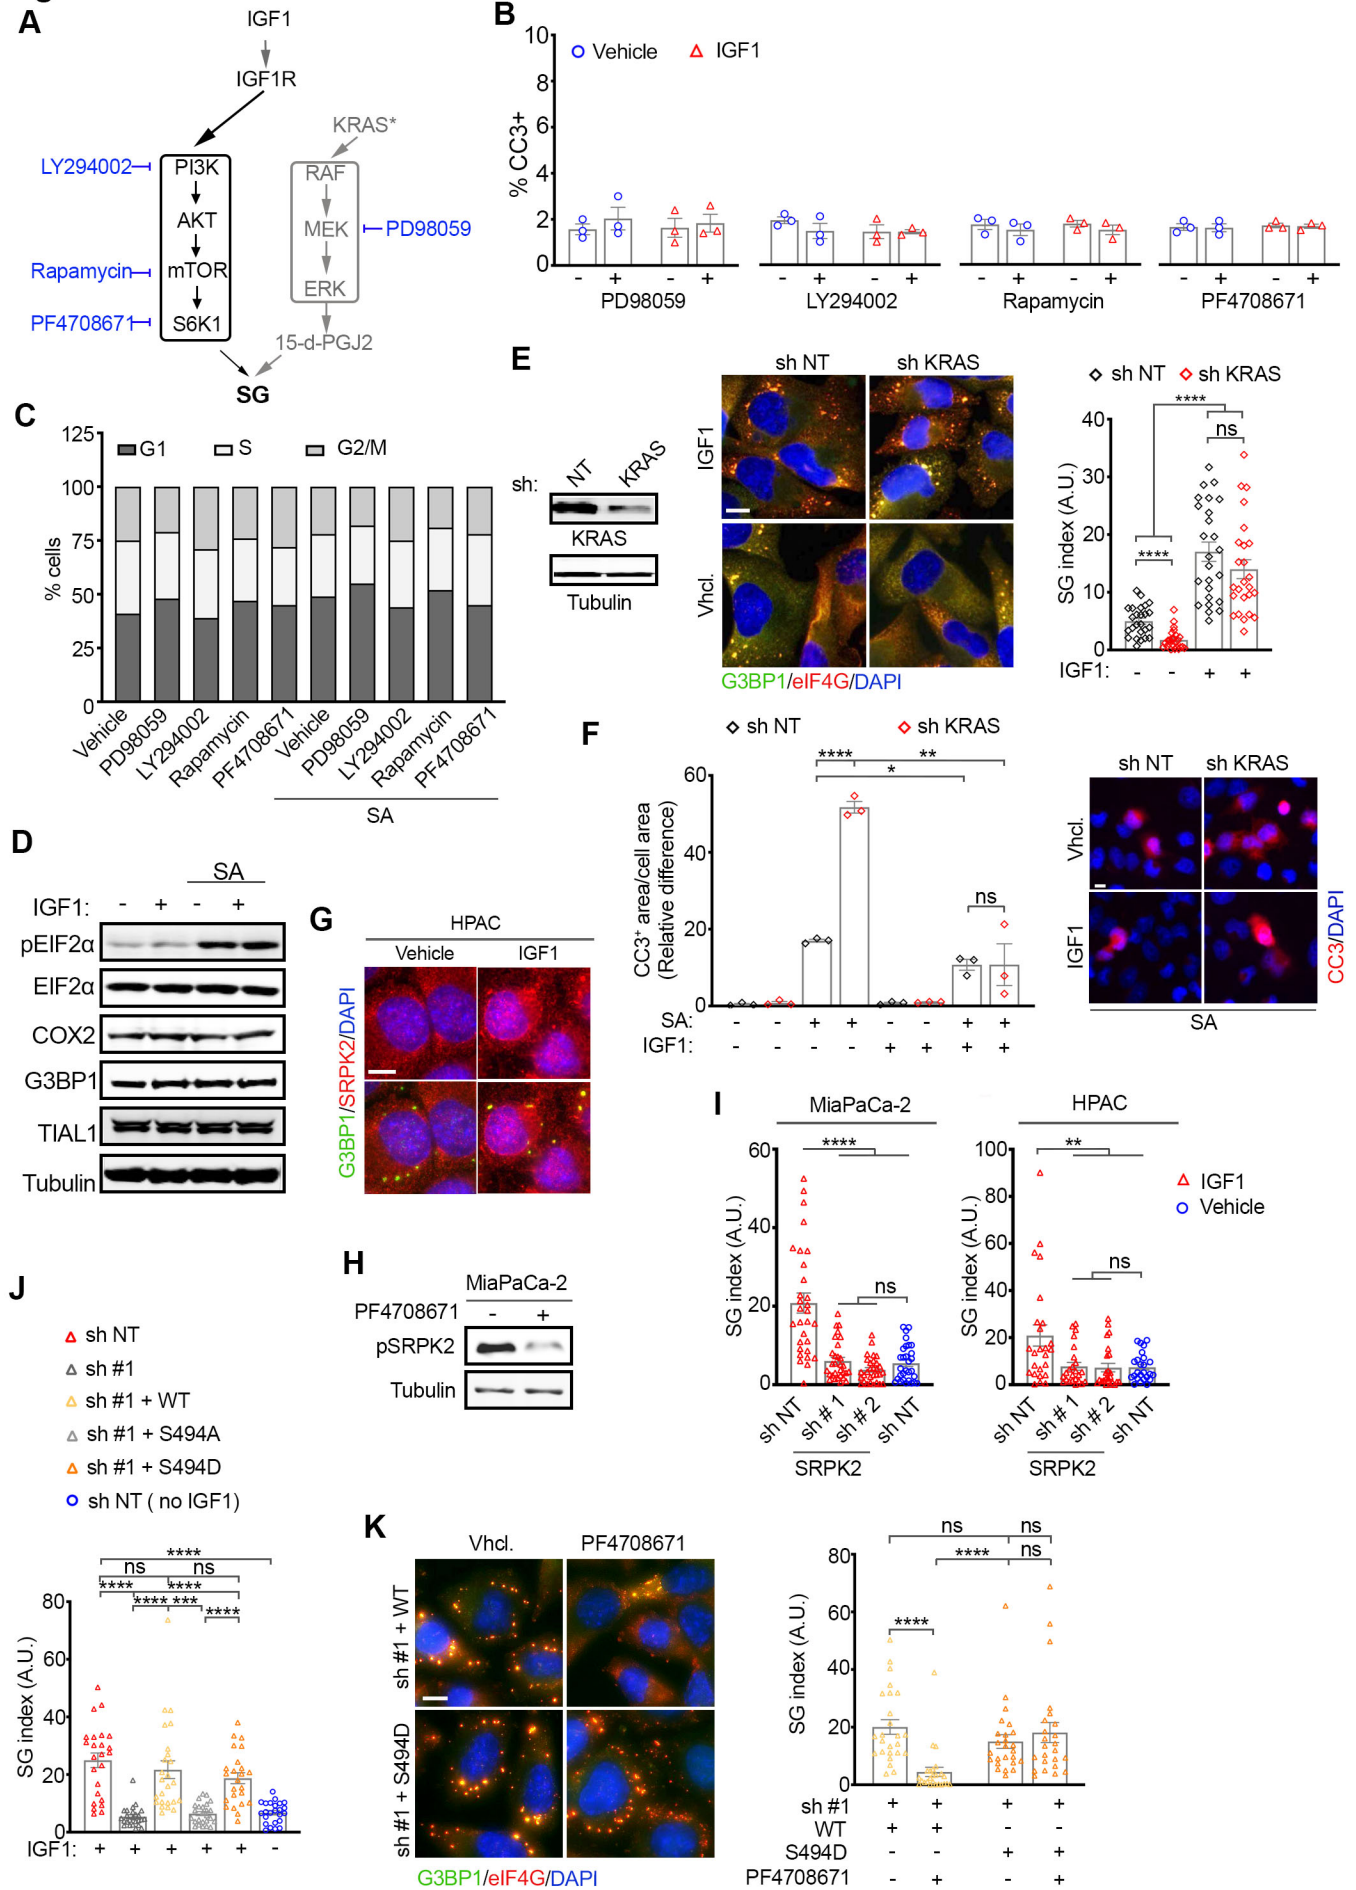 A
IGF1
IGF1R
KRAS*
LY294002
PI3K
RAF
AKT
MEK
PD98059
Rapamycin
mTOR
ERK
PF4708671
S6K1
15-d-PGJ2
SG
B
10
8
6
4
2
0
% CC3+
Vehicle
IGF1
- + - +
- + - +
- + - +
- + - +
PD98059
LY294002
Rapamycin
PF4708671
C
125
100
75
50
25
0
% cells
G1
S
G2/M
Vehicle
PD98059
LY294002
Rapamycin
PF4708671
Vehicle
PD98059
LY294002
Rapamycin
PF4708671
SA
D
SA
IGF1: - + - +
pEIF2α
EIF2α
COX2
G3BP1
TIAL1
Tubulin
E
sh: NT KRAS
KRAS
Tubulin
sh NT
sh KRAS
IGF1
Vhcl.
G3BP1/eIF4G/DAPI
sh NT
sh KRAS
****
ns
****
40
30
20
10
0
SG index (A.U.)
IGF1: - - + +
F
sh NT
sh KRAS
**** **
*
ns
60
40
20
0
CC3+ area/cell area
(Relative difference)
SA: - - + + - - + +
IGF1: - - - - + + + +
sh NT
sh KRAS
Vhcl.
IGF1
SA
CC3/DAPI
G
HPAC
Vehicle
IGF1
G3BP1/SRPK2/DAPI
H
MiaPaCa-2
PF4708671 - +
pSRPK2
Tubulin
I
MiaPaCa-2
****
ns
60
40
20
0
SG index (A.U.)
sh NT
sh # 1
sh # 2
sh NT
SRPK2
HPAC
**
ns
100
80
60
40
20
0
SG index (A.U.)
sh NT
sh # 1
sh # 2
sh NT
SRPK2
IGF1
Vehicle
J
sh NT
sh #1
sh #1 + WT
sh #1 + S494A
sh #1 + S494D
sh NT ( no IGF1)
****
ns ns
**** ****
**** ***
****
80
60
40
20
0
SG index (A.U.)
IGF1: + + + + + -
K
Vhcl.
PF4708671
sh #1 + WT
sh #1 + S494D
G3BP1/eIF4G/DAPI
ns ns
**** ns
****
80
60
40
20
0
SG index (A.U.)
sh #1 + + + +
WT + + - -
S494D - - + +
PF4708671 - + - +